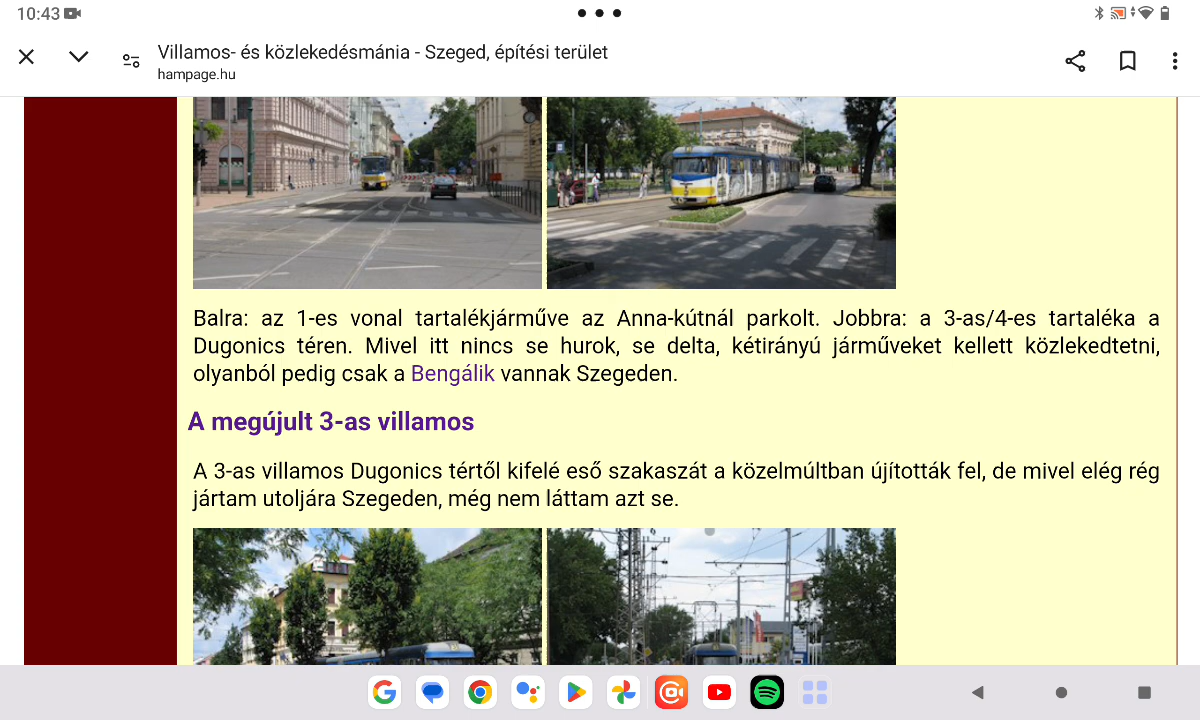 10:43
Villamos- és közlekedésmánia - Szeged, építési terület
hampage.hu
Balra: az 1-es vonal tartalékjárműve az Anna-kútnál parkolt. Jobbra: a 3-as/4-es tartaléka a
Dugonics téren. Mivel itt nincs se hurok, se delta, kétirányú járműveket kellett közlekedtetni,
olyanból pedig csak a Bengálik vannak Szegeden.
A megújult 3-as villamos
A 3-as villamos Dugonics tértől kifelé eső szakaszát a közelmúltban újították fel, de mivel elég rég
jártam utoljára Szegeden, még nem láttam azt se.